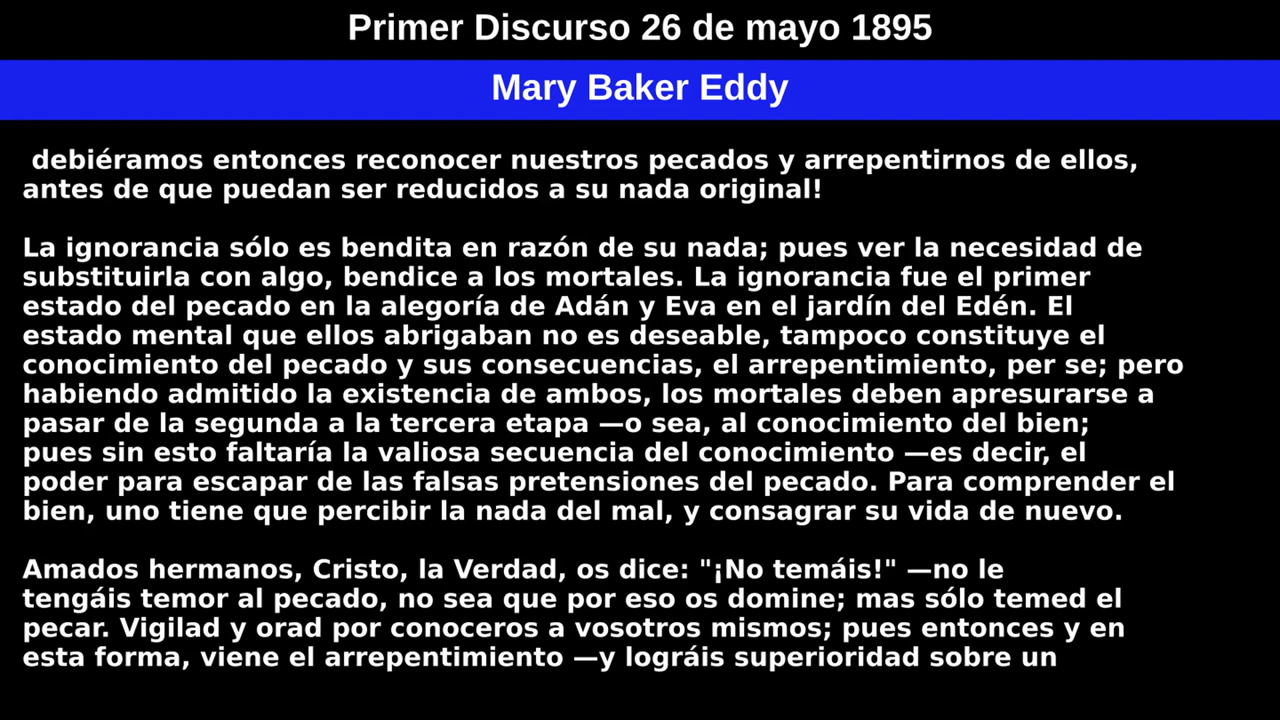 Primer Discurso 26 de mayo 1895
Mary Baker Eddy
debiéramos entonces reconocer nuestros pecados y arrepentirnos de ellos,
antes de que puedan ser reducidos a su nada original!
La ignorancia sólo es bendita en razón de su nada; pues ver la necesidad de
substituirla con algo, bendice a los mortales. La ignorancia fue el primer
estado del pecado en la alegoría de Adán y Eva en el jardín del Edén. El
estado mental que ellos abrigaban no es deseable, tampoco constituye el
conocimiento del pecado y sus consecuencias, el arrepentimiento, per se; pero
habiendo admitido la existencia de ambos, los mortales deben apresurarse a
pasar de la segunda a la tercera etapa —o sea, al conocimiento del bien;
pues sin esto faltaría la valiosa secuencia del conocimiento —es decir, el
poder para escapar de las falsas pretensiones del pecado. Para comprender el
bien, uno tiene que percibir la nada del mal, y consagrar su vida de nuevo.
Amados hermanos, Cristo, la Verdad, os dice: "¡No temáis!" —no le
tengáis temor al pecado, no sea que por eso os domine; mas sólo temed el
pecar. Vigilad y orad por conoceros a vosotros mismos; pues entonces y en
esta forma, viene el arrepentimiento —y lográis superioridad sobre un